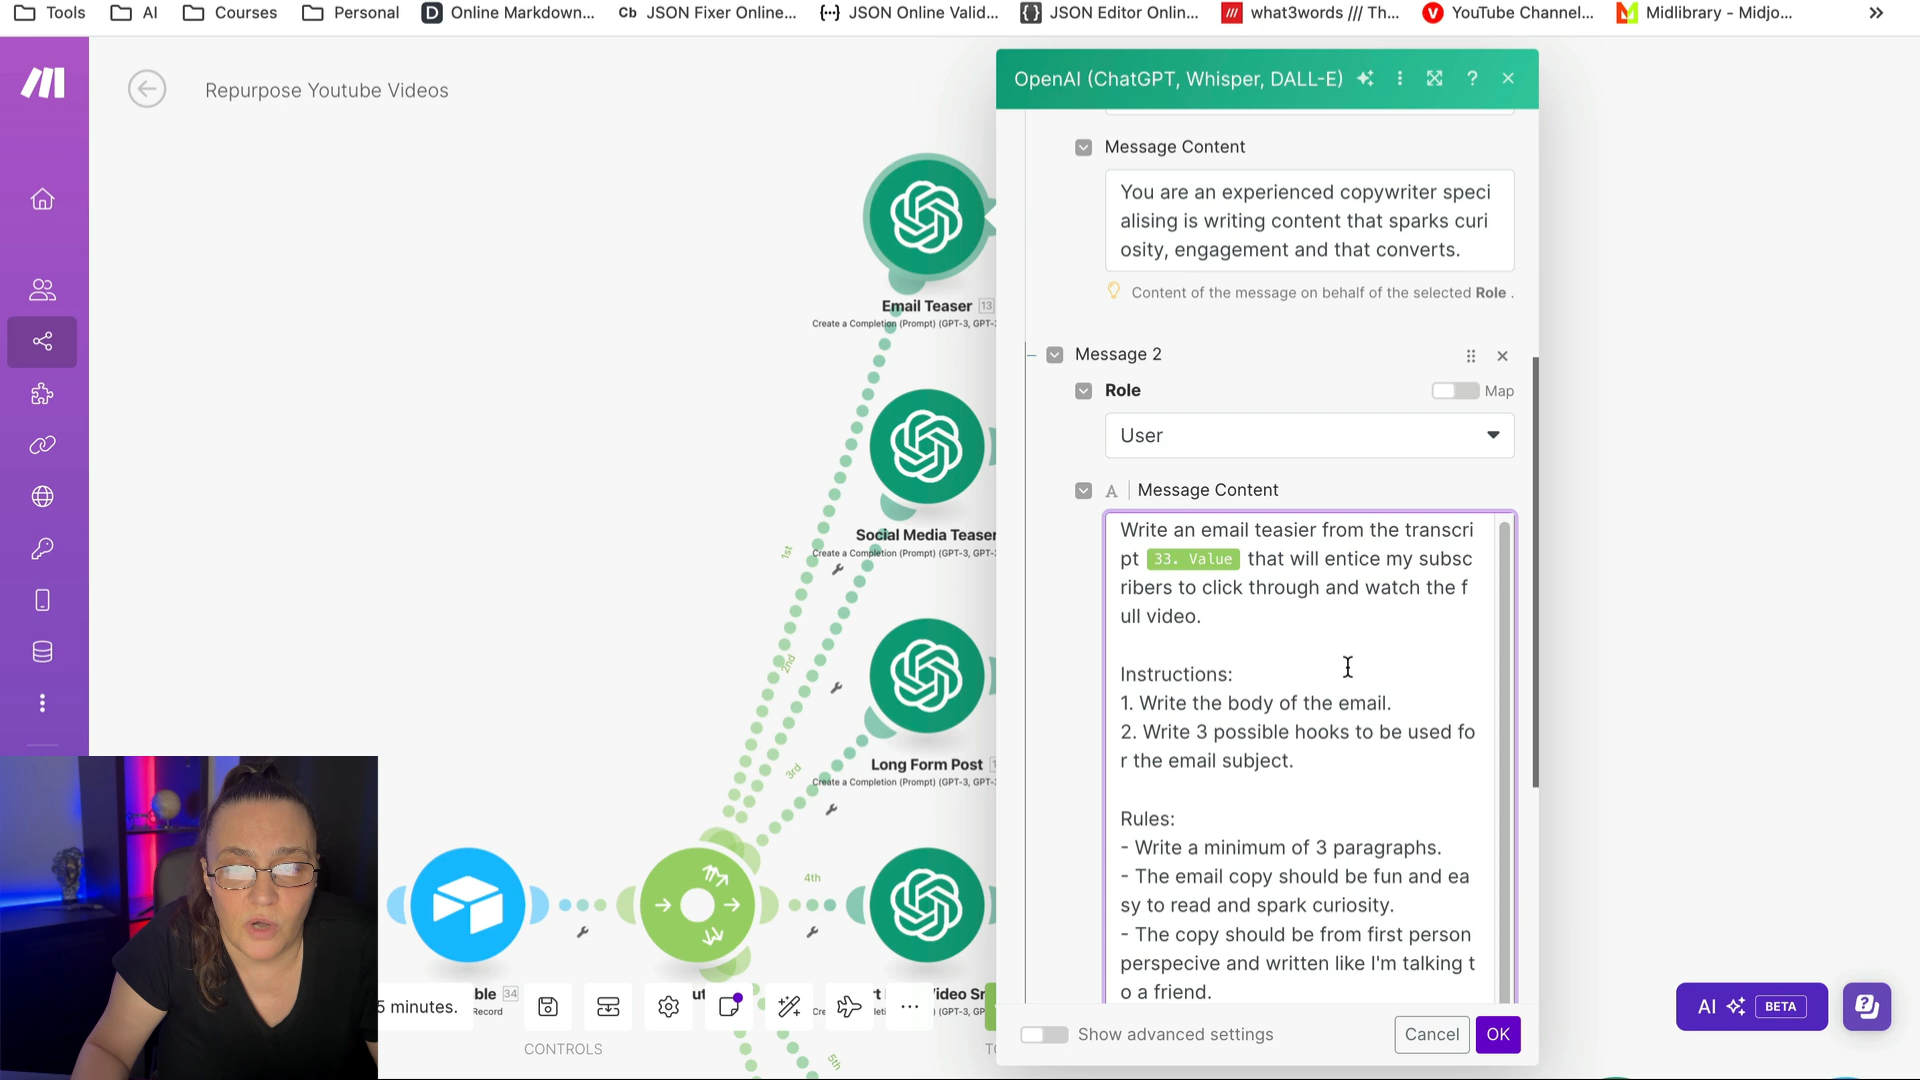 Tools
AI
Courses
Personal
Online Markdown...
Cb JSON Fixer Online...
JSON Online Valid...
JSON Editor Onlin...
what3words /// Th...
YouTube Channel...
Midlibrary - Midjo...
Repurpose Youtube Videos
OpenAI (ChatGPT, Whisper, DALL-E)
Message Content
You are an experienced copywriter speci
alising is writing content that sparks curi
osity, engagement and that converts.
Content of the message on behalf of the selected Role .
Message 2
Role
Map
User
A Message Content
Write an email teasier from the transcri
pt 33. Value that will entice my subsc
ribers to click through and watch the f
ull video.
Instructions:
1. Write the body of the email.
2. Write 3 possible hooks to be used fo
r the email subject.
Rules:
- Write a minimum of 3 paragraphs.
- The email copy should be fun and ea
sy to read and spark curiosity.
- The copy should be from first person
perspecive and written like I'm talking t
o a friend.
Show advanced settings
Cancel
OK
Email Teaser 13
Create a Completion (Prompt) (GPT-3, GPT-
Social Media Teaser
Create a Completion (Prompt) (GPT-3, GPT-
Long Form Post
Create a Completion (Prompt) (GPT-3, GPT-
1st
2nd
3rd
4th
5th
5 minutes.
ble 34
Record
CONTROLS
AI BETA